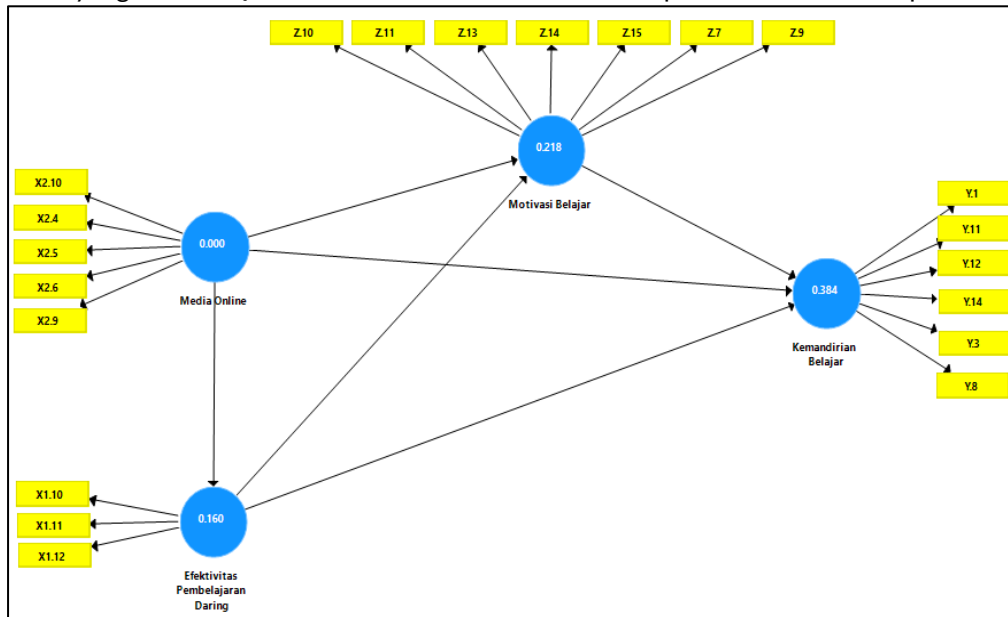 Z.10
Z.11
Z.13
Z.14
Z.15
Z.7
Z.9
0.218
Motivasi Belajar
X2.10
X2.4
X2.5
X2.6
X2.9
0.000
Media Online
Y.1
Y.11
Y.12
Y.14
Y.3
Y.8
0.384
Kemandirian
Belajar
X1.10
X1.11
X1.12
0.160
Efektivitas
Pembelajaran
Daring